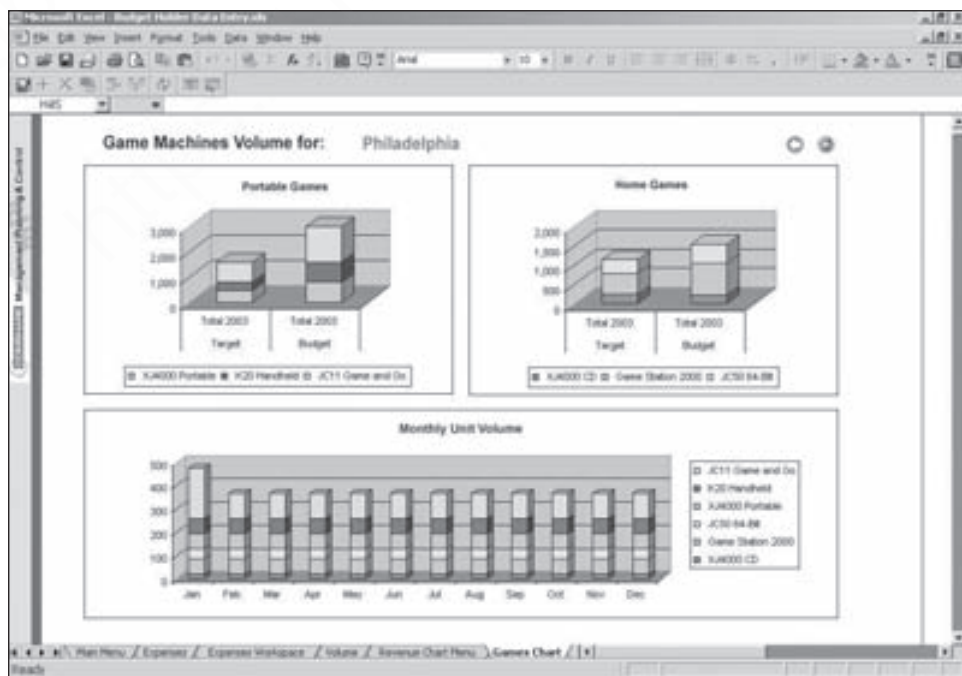 Microsoft Excel - Budget Holder Data Entry.xls
File Edit View Insert Format Tools Data Window Help
Arial 10
H45
Management Planning & Control
Game Machines Volume for: Philadelphia
Portable Games
3,000
2,000
1,000
0
Total 2003 Total 2003
Target Budget
XJ4000 Portable K20 Handheld JC11 Game and Go
Home Games
2,000
1,500
1,000
500
0
Total 2003 Total 2003
Target Budget
XJ4000 CD Game Station 2000 JC50 64-Bit
Monthly Unit Volume
500
400
300
200
100
0
Jan Feb Mar Apr May Jun Jul Aug Sep Oct Nov Dec
JC11 Game and Go
K20 Handheld
XJ4000 Portable
JC50 64-Bit
Game Station 2000
XJ4000 CD
Main Menu / Expenses / Expenses Workspace / Volume / Revenue Chart Menu \ Games Chart /
Ready